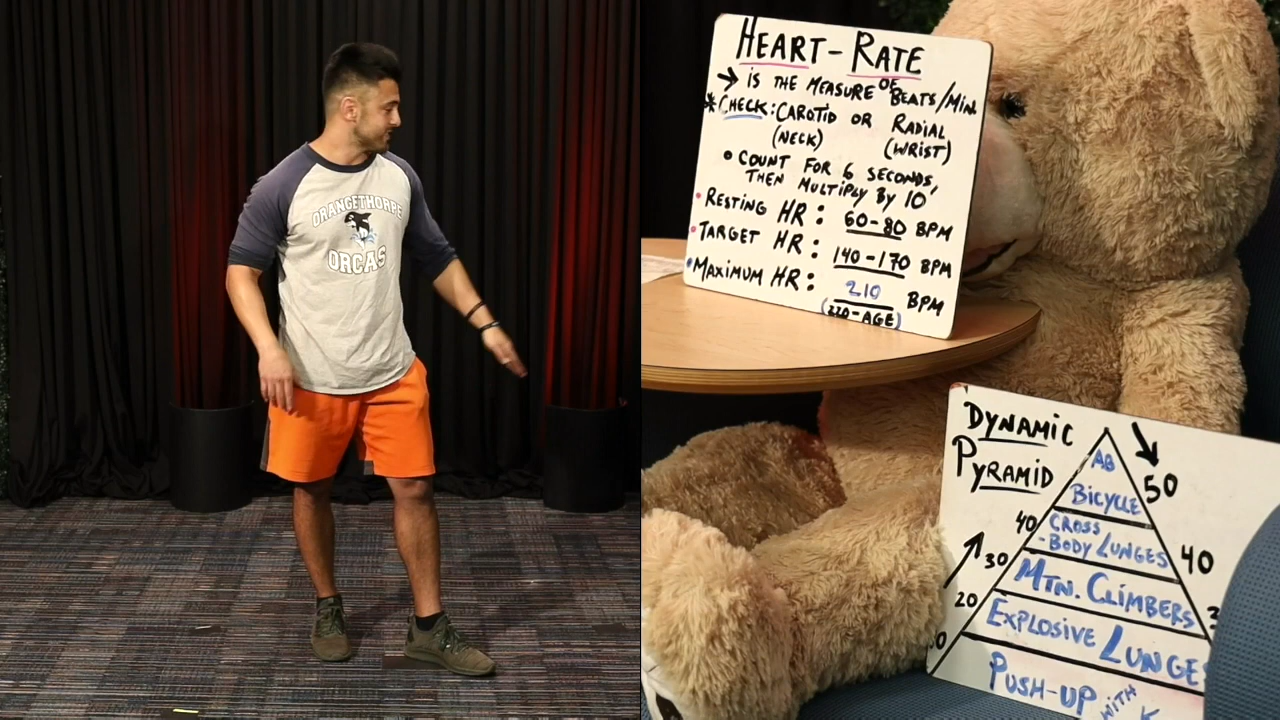 ORANGETHORPE
ORCAS
HEART-RATE
→ IS THE MEASURE OF BEATS/MIN.
*CHECK: CAROTID OR RADIAL
(NECK) (WRIST)
• COUNT FOR 6 SECONDS,
THEN MULTIPLY BY 10
• RESTING HR: 60-80 BPM
• TARGET HR: 140-170 BPM
• MAXIMUM HR: 210 BPM
(220-AGE)
DYNAMIC
PYRAMID
AB
BICYCLE 50
40 CROSS
-BODY LUNGES 40
30 MTN. CLIMBERS
20 EXPLOSIVE LUNGE
PUSH-UP WITH